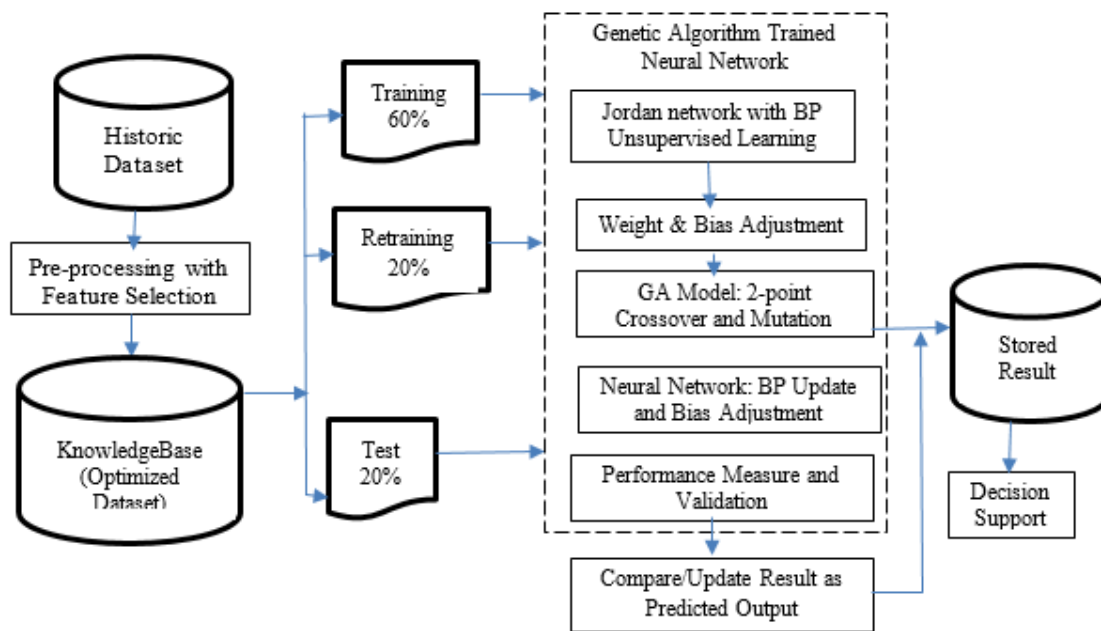 Historic
Dataset
Pre-processing with
Feature Selection
KnowledgeBase
(Optimized
Dataset)
Training
60%
Retraining
20%
Test
20%
Genetic Algorithm Trained
Neural Network
Jordan network with BP
Unsupervised Learning
Weight & Bias Adjustment
GA Model: 2-point
Crossover and Mutation
Neural Network: BP Update
and Bias Adjustment
Performance Measure and
Validation
Compare/Update Result as
Predicted Output
Stored
Result
Decision
Support